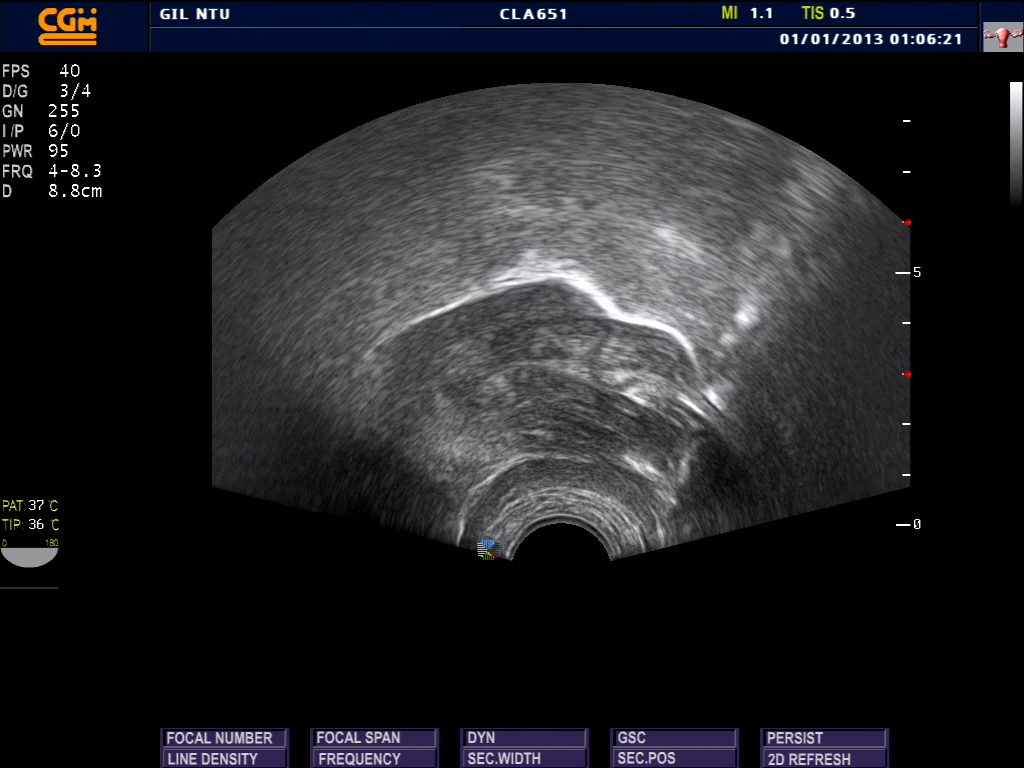 CGM
GIL NTU CLA651 MI 1.1 TIS 0.5
01/01/2013 01:06:21
FPS 40
D/G 3/4
GN 255
I/P 6/0
PWR 95
FRQ 4-8.3
D 8.8cm
5
PAT: 37 °C
TIP: 36 °C
0 180
0
FOCAL NUMBER FOCAL SPAN DYN GSC PERSIST
LINE DENSITY FREQUENCY SEC.WIDTH SEC.POS 2D REFRESH